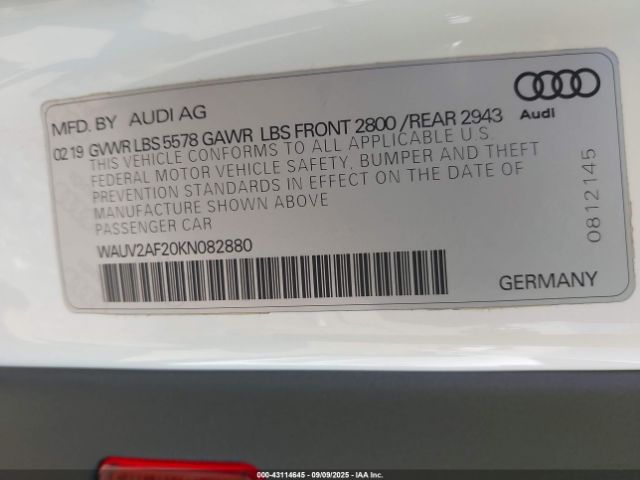 MFD. BY AUDI AG
Audi
02 19 GVWR LBS 5578 GAWR LBS FRONT 2800 / REAR 2943
THIS VEHICLE CONFORMS TO ALL APPLICABLE U.S.
FEDERAL MOTOR VEHICLE SAFETY, BUMPER AND THEFT
PREVENTION STANDARDS IN EFFECT ON THE DATE OF
MANUFACTURE SHOWN ABOVE
PASSENGER CAR
WAUV2AF20KN082880
0812145
GERMANY
000-43114645 - 09/09/2025 - IAAI.COM